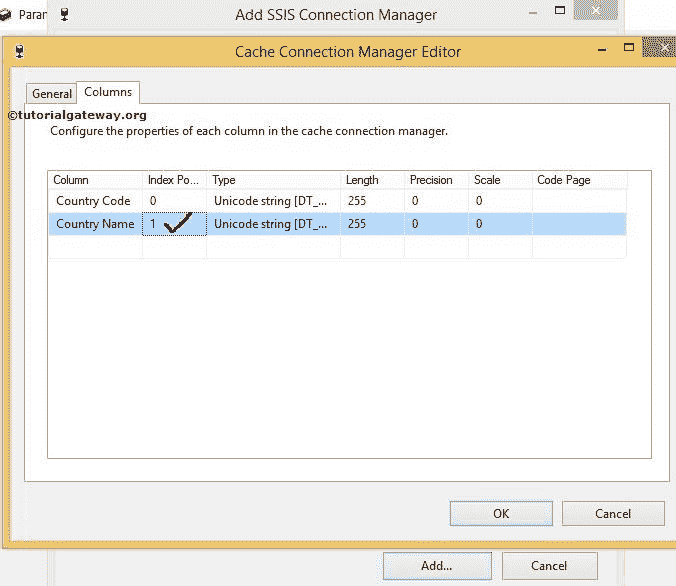 Param
Add SSIS Connection Manager
Cache Connection Manager Editor
General Columns
©tutorialgateway.org
Configure the properties of each column in the cache connection manager.
Column Index Po... Type Length Precision Scale Code Page
Country Code 0 Unicode string [DT_... 255 0 0
Country Name 1 Unicode string [DT_... 255 0 0
OK Cancel
Add... Cancel